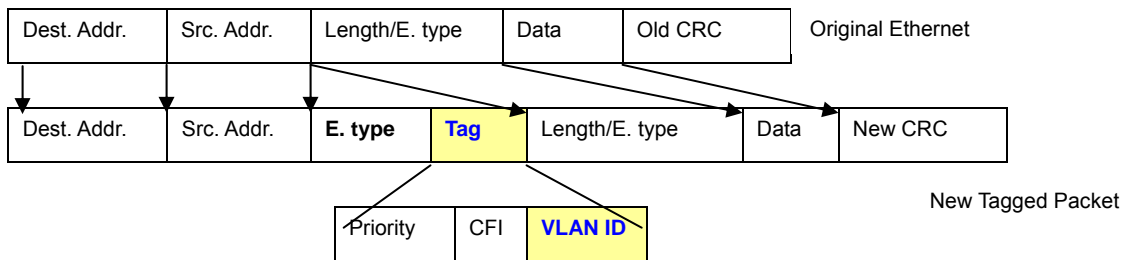 Dest. Addr. Src. Addr. Length/E. type Data Old CRC Original Ethernet
Dest. Addr. Src. Addr. E. type Tag Length/E. type Data New CRC
New Tagged Packet
Priority CFI VLAN ID